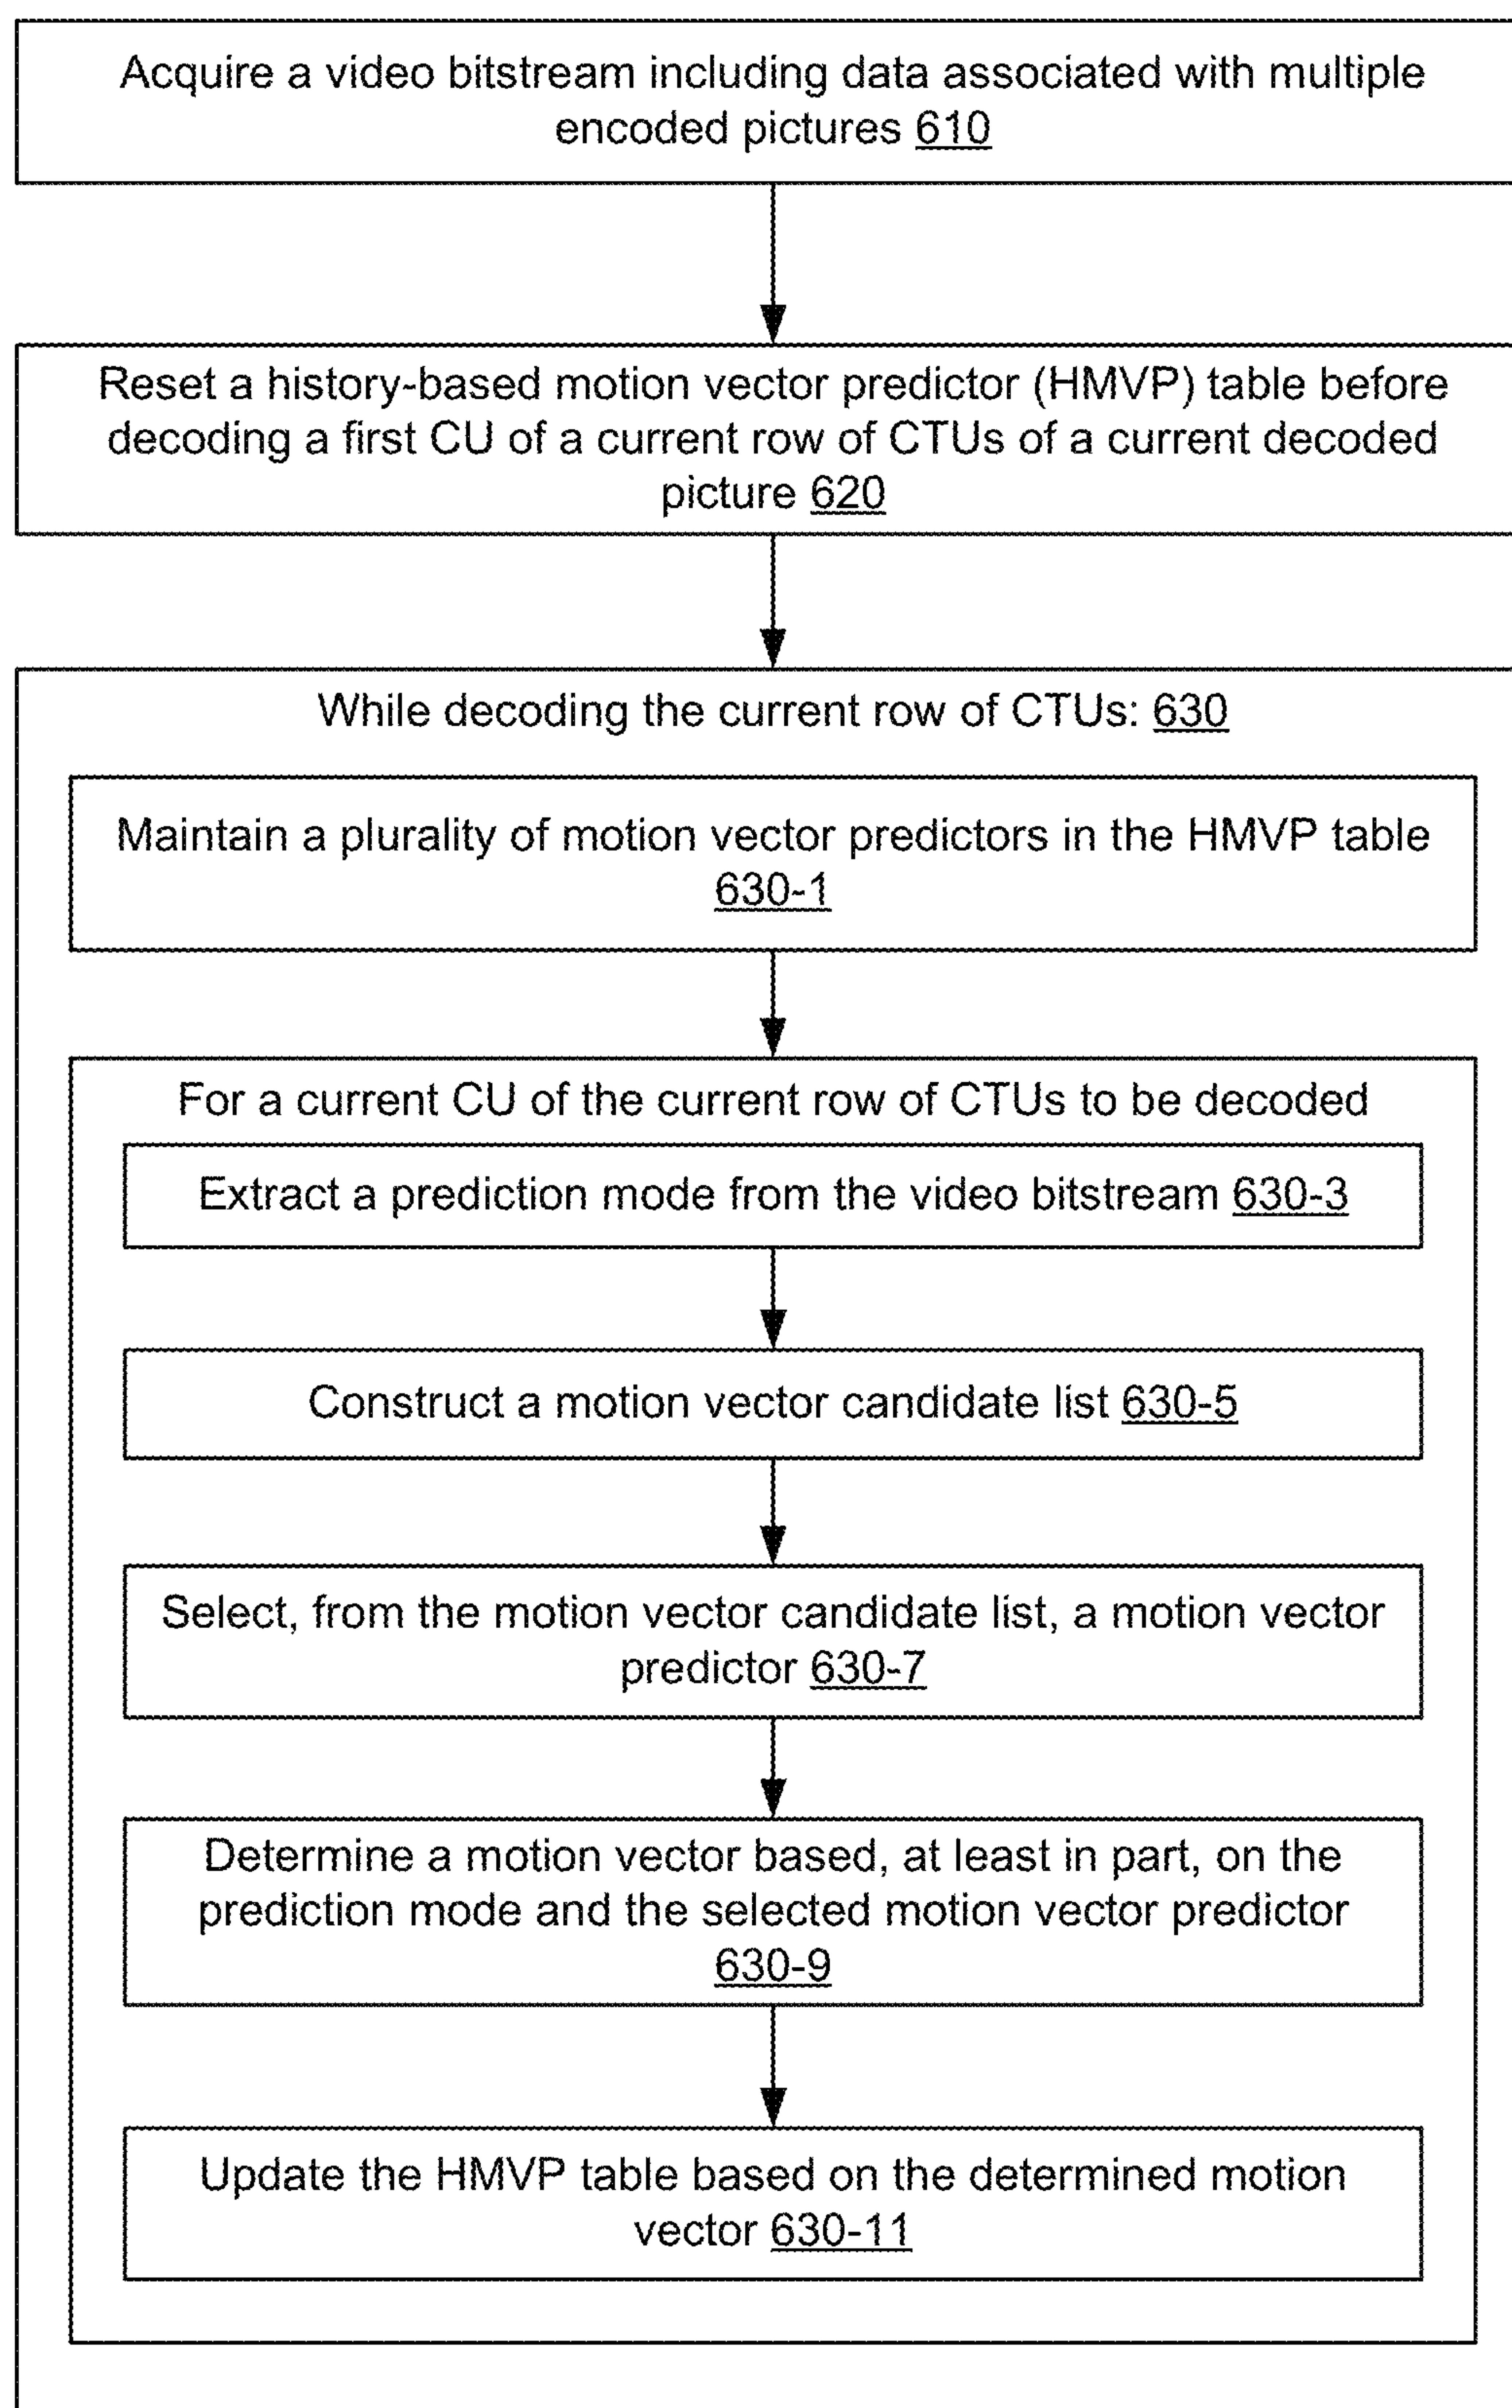 Acquire a video bitstream including data associated with multiple
encoded pictures 610
Reset a history-based motion vector predictor (HMVP) table before
decoding a first CU of a current row of CTUs of a current decoded
picture 620
While decoding the current row of CTUs: 630
Maintain a plurality of motion vector predictors in the HMVP table
630-1
For a current CU of the current row of CTUs to be decoded
Extract a prediction mode from the video bitstream 630-3
Construct a motion vector candidate list 630-5
Select, from the motion vector candidate list, a motion vector
predictor 630-7
Determine a motion vector based, at least in part, on the
prediction mode and the selected motion vector predictor
630-9
Update the HMVP table based on the determined motion
vector 630-11